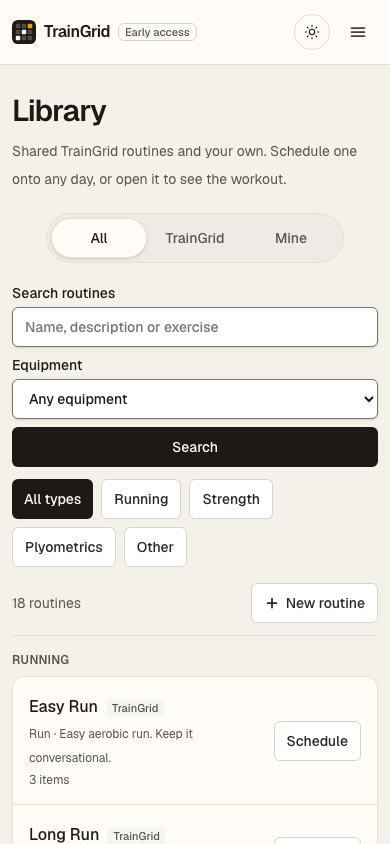 TrainGrid Early access
Library
Shared TrainGrid routines and your own. Schedule one
onto any day, or open it to see the workout.
All TrainGrid Mine
Search routines
Name, description or exercise
Equipment
Any equipment
Search
All types Running Strength
Plyometrics Other
18 routines + New routine
RUNNING
Easy Run TrainGrid
Run · Easy aerobic run. Keep it
conversational.
3 items
Schedule
Long Run TrainGrid